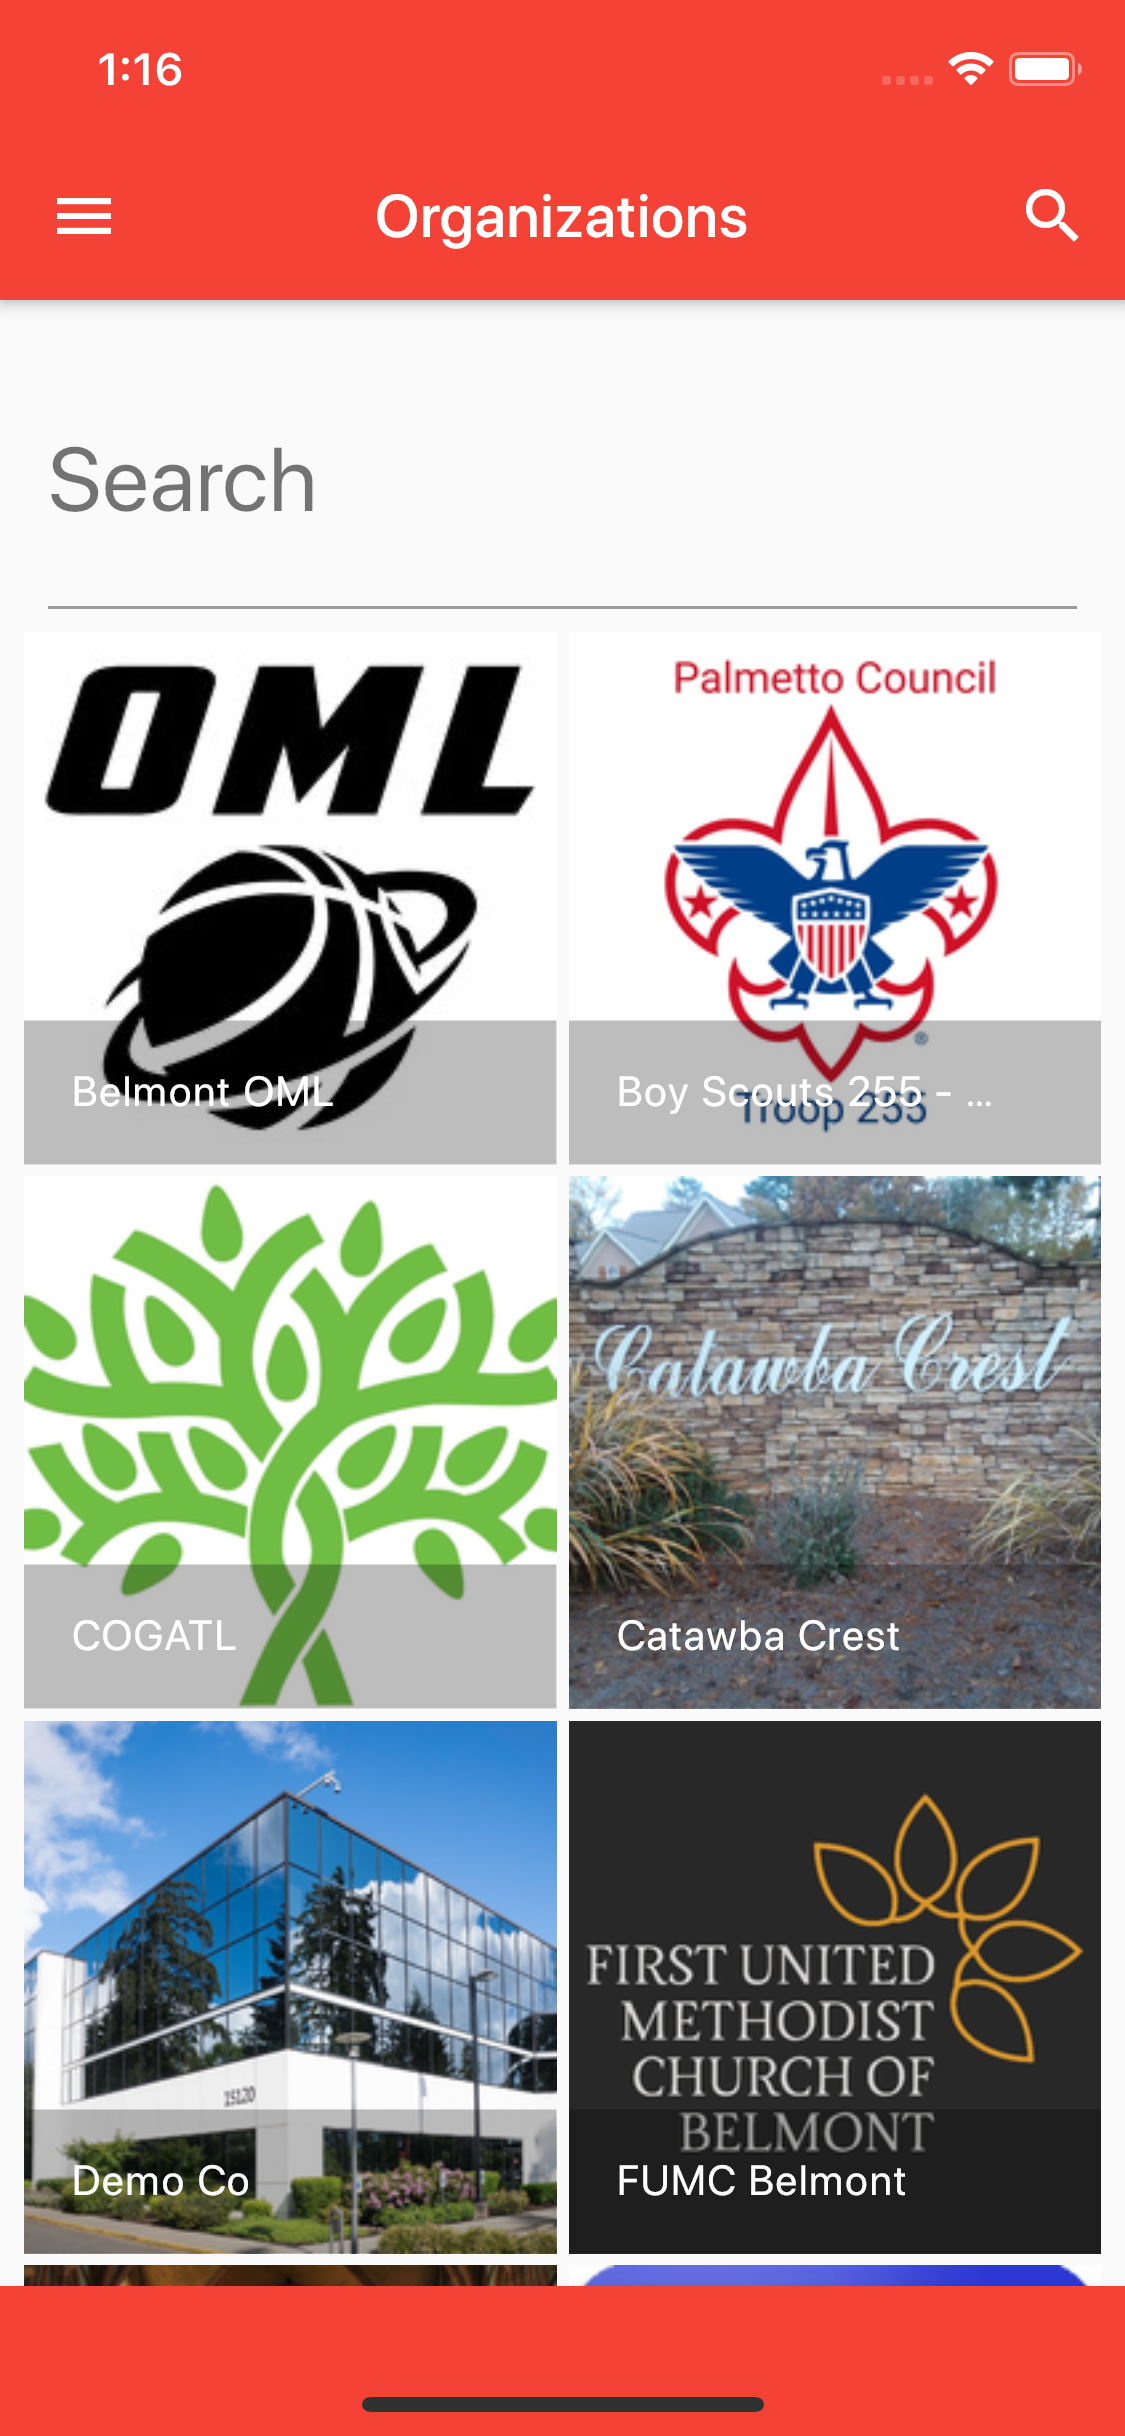 1:16
Organizations
Search
OML
Belmont OML
Palmetto Council
Boy Scouts 255 - ...
Troop 255
COGATL
Catawba Crest
Catawba Crest
15120
Demo Co
FIRST UNITED
METHODIST
CHURCH OF
BELMONT
FUMC Belmont